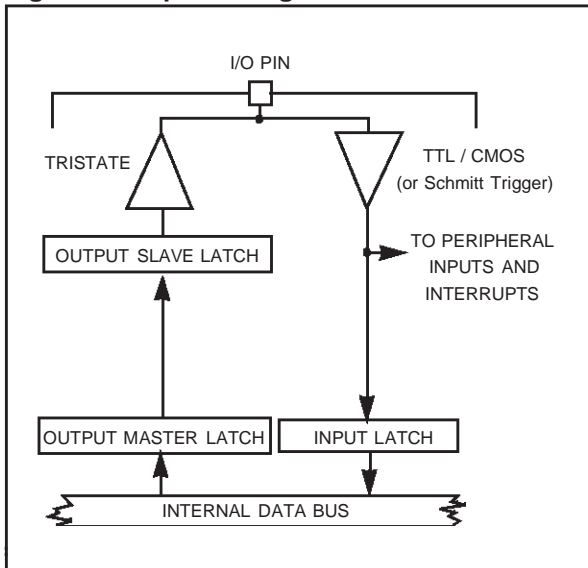 I/O PIN
TRISTATE
TTL / CMOS
(or Schmitt Trigger)
TO PERIPHERAL
INPUTS AND
INTERRUPTS
OUTPUT SLAVE LATCH
OUTPUT MASTER LATCH
INPUT LATCH
INTERNAL DATA BUS